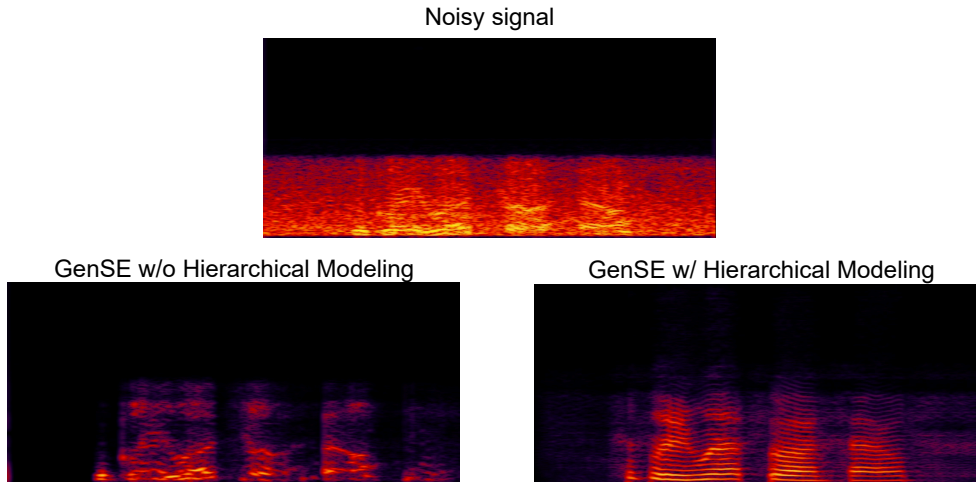 Noisy signal
GenSE w/o Hierarchical Modeling
GenSE w/ Hierarchical Modeling